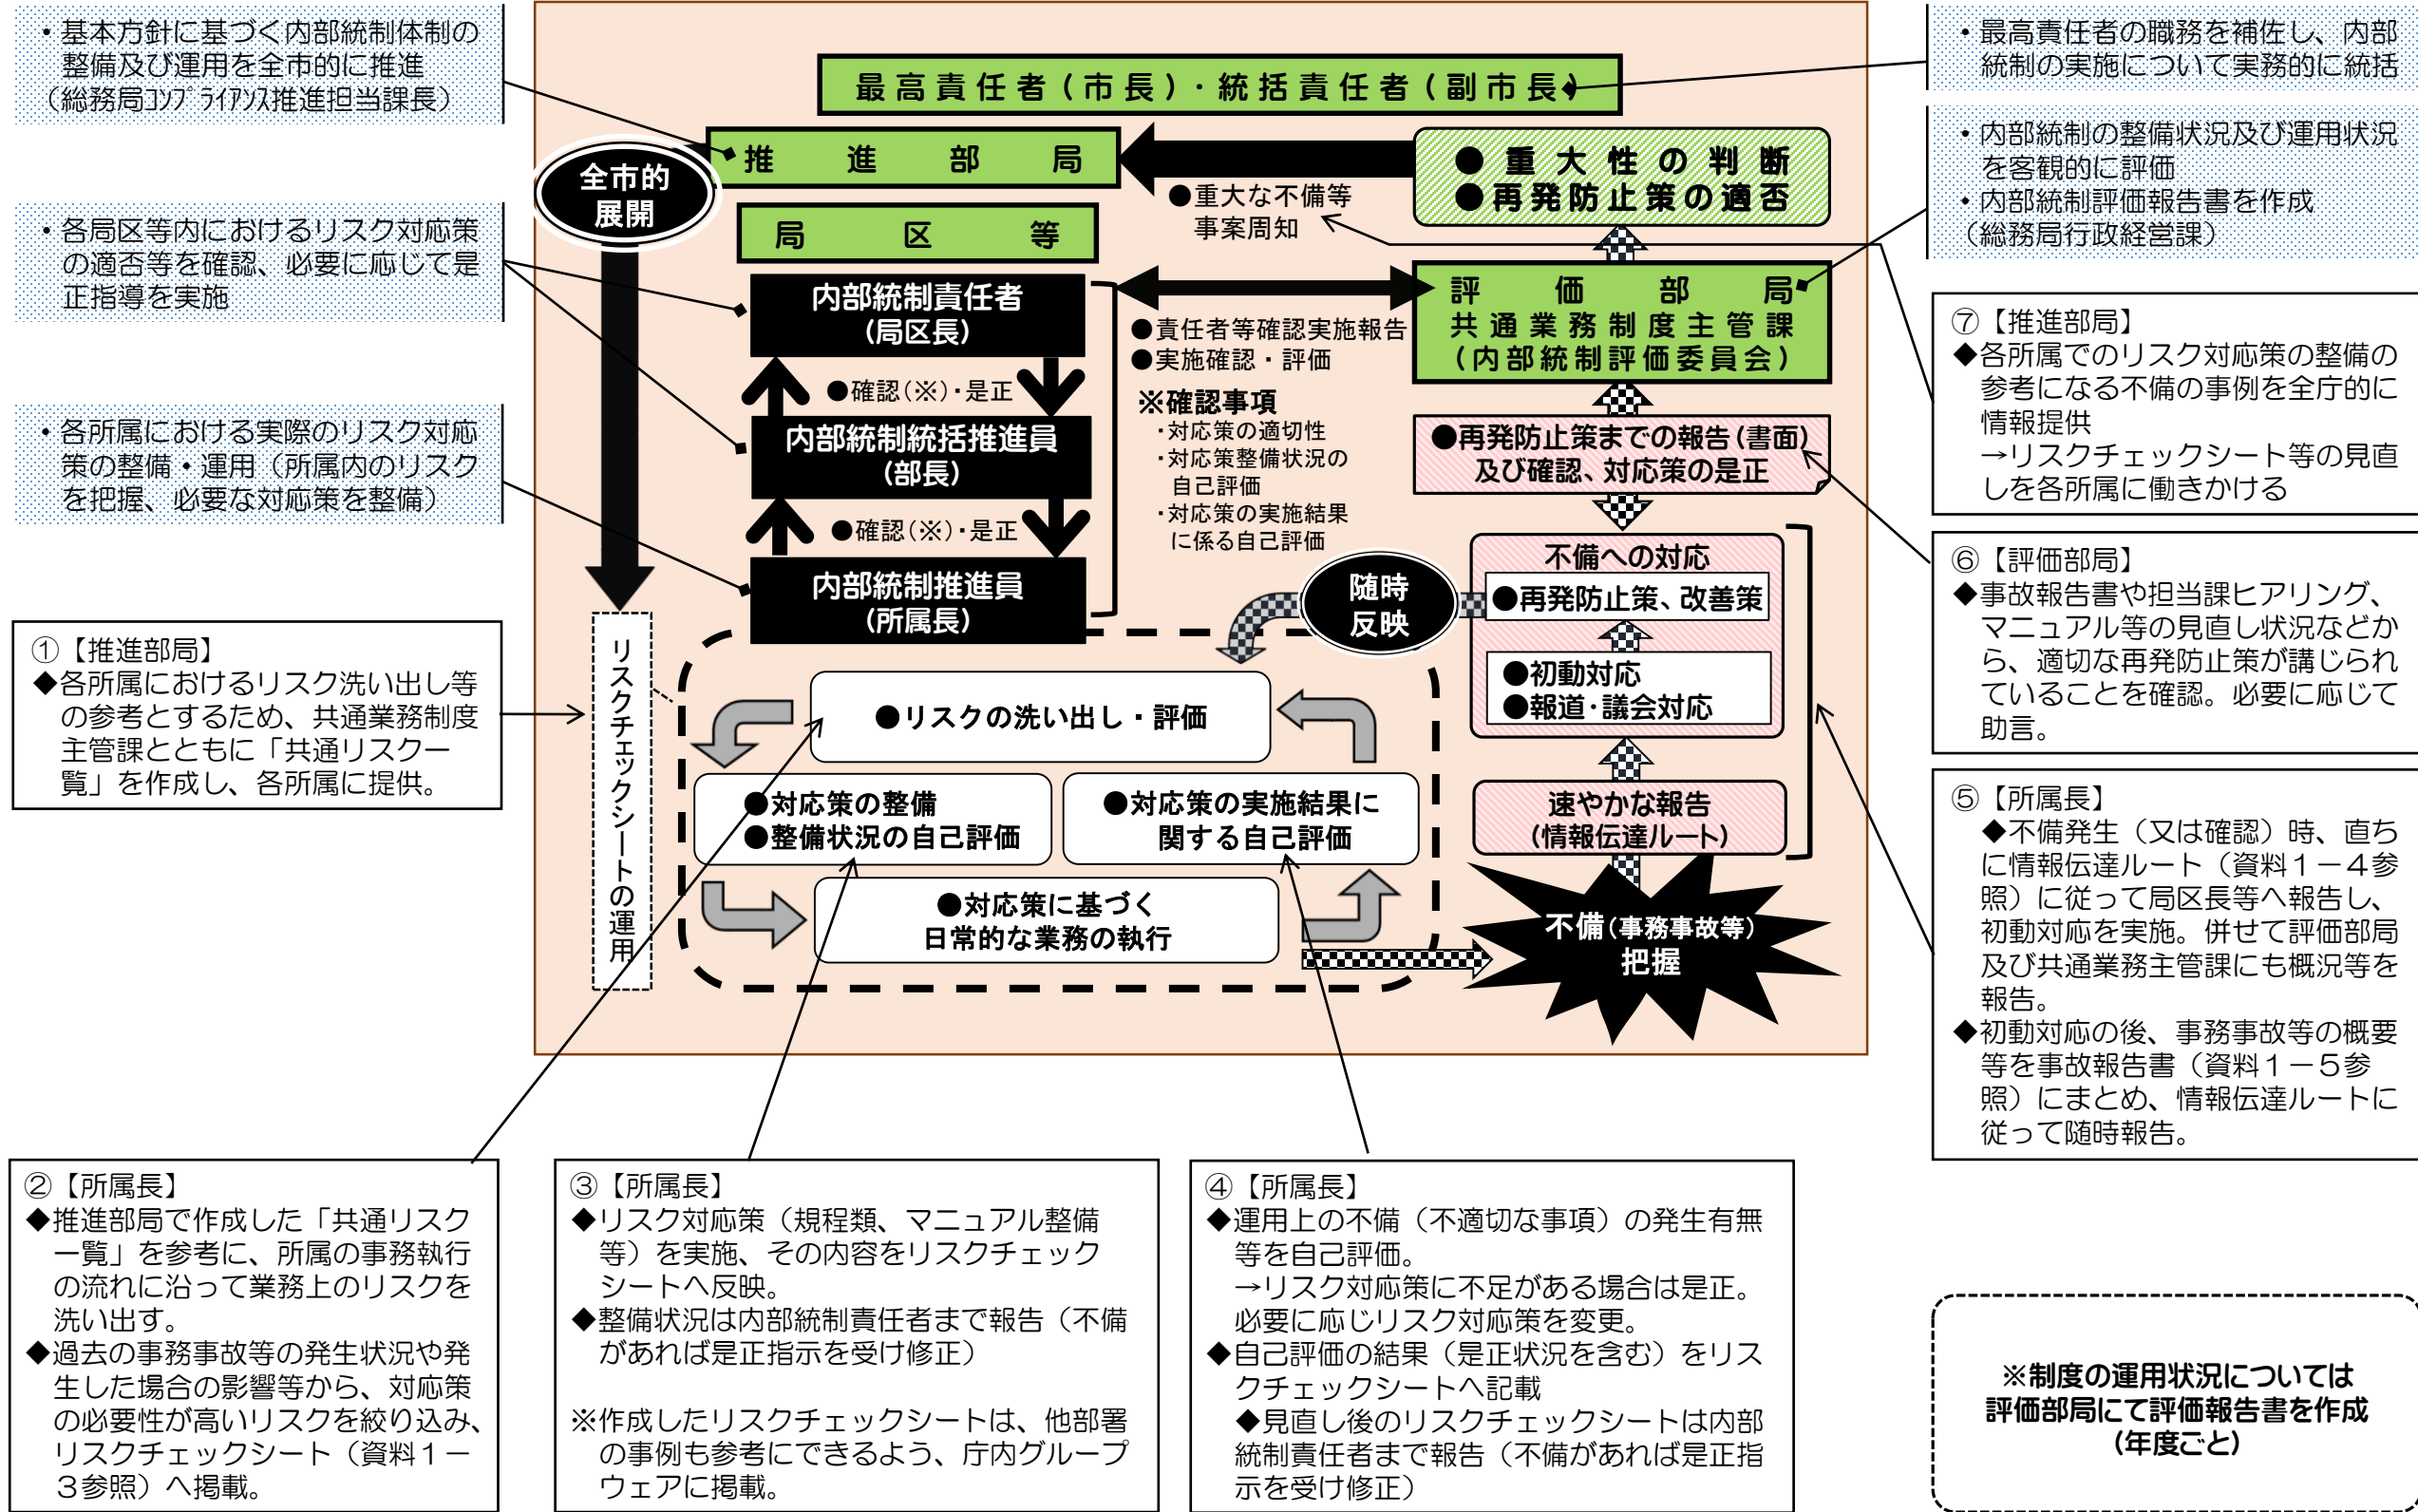 ・基本方針に基づく内部統制体制の
整備及び運用を全市的に推進
（総務局ｺﾝﾌﾟﾗｲｱﾝｽ推進担当課長）
・各局区等内におけるリスク対応策
の適否等を確認、必要に応じて是
正指導を実施
・各所属における実際のリスク対応
策の整備・運用（所属内のリスク
を把握、必要な対応策を整備）
①【推進部局】
◆各所属におけるリスク洗い出し等
の参考とするため、共通業務制度
主管課とともに「共通リスク一
覧」を作成し、各所属に提供。
最高責任者(市長)・統括責任者(副市長)
全市的
展開
推進部局
局区等
内部統制責任者
(局区長)
●確認(※)・是正
内部統制統括推進員
(部長)
●確認(※)・是正
内部統制推進員
(所属長)
●重大な不備等
事案周知
●重大性の判断
●再発防止策の適否
●責任者等確認実施報告
●実施確認・評価
※確認事項
・対応策の適切性
・対応策整備状況の
自己評価
・対応策の実施結果
に係る自己評価
評価部局
共通業務制度主管課
(内部統制評価委員会)
●再発防止策までの報告(書面)
及び確認、対応策の是正
不備への対応
●再発防止策、改善策
●初動対応
●報道・議会対応
随時
反映
速やかな報告
(情報伝達ルート)
不備(事務事故等)
把握
リスクチェックシートの運用
●リスクの洗い出し・評価
●対応策の整備
●整備状況の自己評価
●対応策の実施結果に
関する自己評価
●対応策に基づく
日常的な業務の執行
・最高責任者の職務を補佐し、内部
統制の実施について実務的に統括
・内部統制の整備状況及び運用状況
を客観的に評価
・内部統制評価報告書を作成
（総務局行政経営課）
⑦【推進部局】
◆各所属でのリスク対応策の整備の
参考になる不備の事例を全庁的に
情報提供
→リスクチェックシート等の見直
しを各所属に働きかける
⑥【評価部局】
◆事故報告書や担当課ヒアリング、
マニュアル等の見直し状況などか
ら、適切な再発防止策が講じられ
ていることを確認。必要に応じて
助言。
⑤【所属長】
◆不備発生（又は確認）時、直ち
に情報伝達ルート（資料１－４参
照）に従って局区長等へ報告し、
初動対応を実施。併せて評価部局
及び共通業務主管課にも概況等を
報告。
◆初動対応の後、事務事故等の概要
等を事故報告書（資料１－５参
照）にまとめ、情報伝達ルートに
従って随時報告。
②【所属長】
◆推進部局で作成した「共通リスク
一覧」を参考に、所属の事務執行
の流れに沿って業務上のリスクを
洗い出す。
◆過去の事務事故等の発生状況や発
生した場合の影響等から、対応策
の必要性が高いリスクを絞り込み、
リスクチェックシート（資料１－
３参照）へ掲載。
③【所属長】
◆リスク対応策（規程類、マニュアル整備
等）を実施、その内容をリスクチェック
シートへ反映。
◆整備状況は内部統制責任者まで報告（不備
があれば是正指示を受け修正）
※作成したリスクチェックシートは、他部署
の事例も参考にできるよう、庁内グループ
ウェアに掲載。
④【所属長】
◆運用上の不備（不適切な事項）の発生有無
等を自己評価。
→リスク対応策に不足がある場合は是正。
必要に応じリスク対応策を変更。
◆自己評価の結果（是正状況を含む）をリス
クチェックシートへ記載
◆見直し後のリスクチェックシートは内部
統制責任者まで報告（不備があれば是正指
示を受け修正）
※制度の運用状況については
評価部局にて評価報告書を作成
(年度ごと)